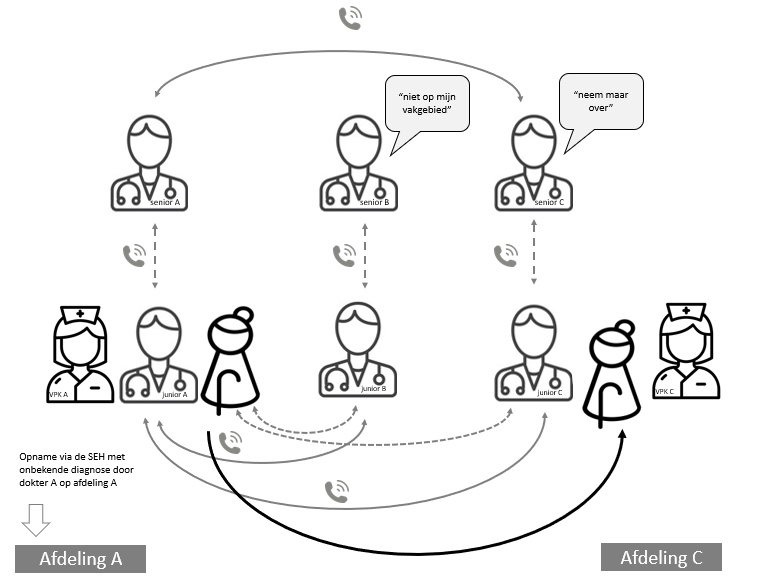 “niet op mijn
vakgebied”
“neem maar
over”
senior A
senior B
senior C
VPK A
junior A
junior B
junior C
VPK C
Opname via de SEH met
onbekende diagnose door
dokter A op afdeling A
Afdeling A
Afdeling C